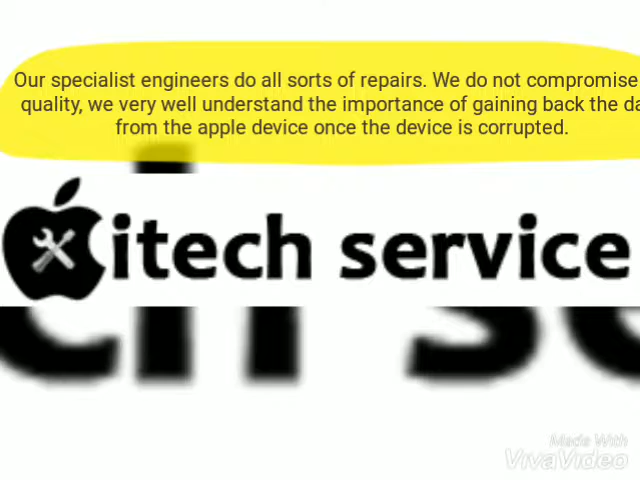 Our specialist engineers do all sorts of repairs. We do not compromise
quality, we very well understand the importance of gaining back the da
from the apple device once the device is corrupted.
itech service
Made With
VivaVideo